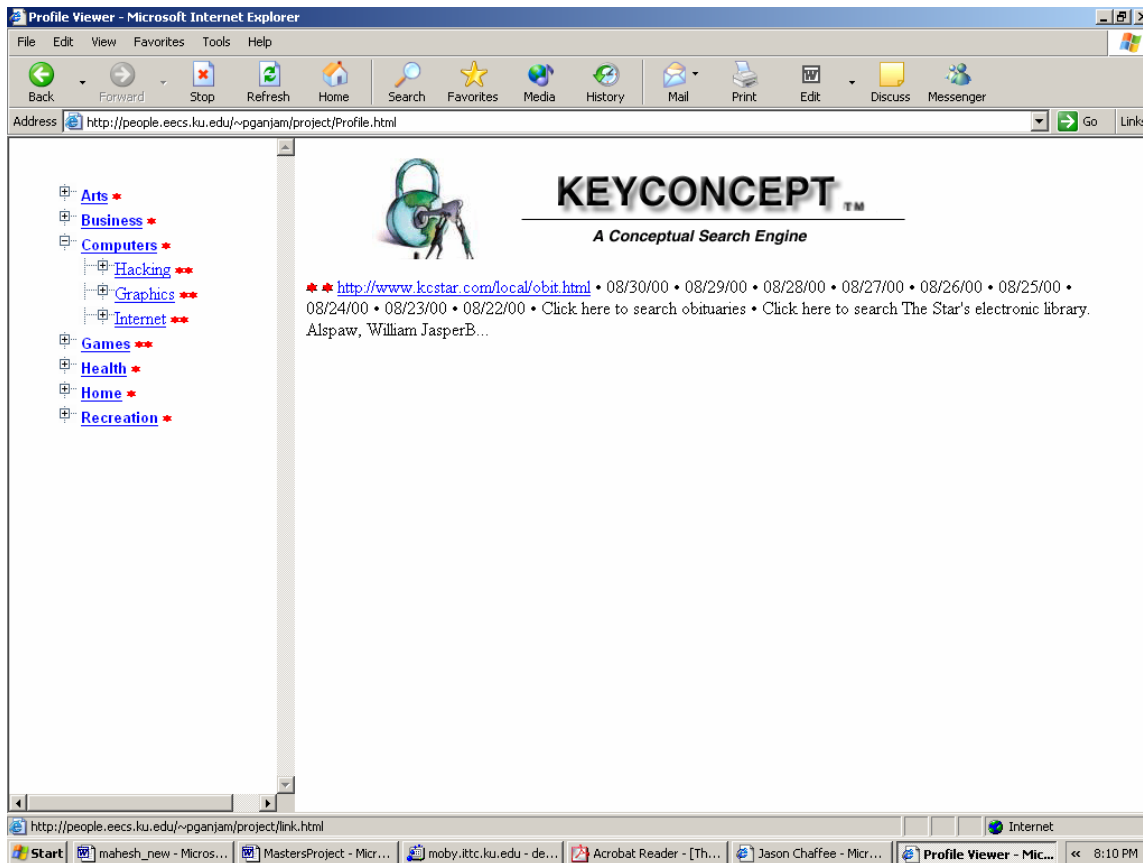 Profile Viewer - Microsoft Internet Explorer
File Edit View Favorites Tools Help
Back Forward Stop Refresh Home Search Favorites Media History Mail Print Edit Discuss Messenger
Address http://people.eecs.ku.edu/~pganjam/project/Profile.html Go Links
Arts *
Business *
Computers *
Hacking **
Graphics **
Internet **
Games **
Health *
Home *
Recreation *
KEYCONCEPT TM
A Conceptual Search Engine
* * http://www.kcstar.com/local/obit.html • 08/30/00 • 08/29/00 • 08/28/00 • 08/27/00 • 08/26/00 • 08/25/00 •
08/24/00 • 08/23/00 • 08/22/00 • Click here to search obituaries • Click here to search The Star's electronic library.
Alspaw, William JasperB...
http://people.eecs.ku.edu/~pganjam/project/link.html Internet
Start mahesh_new - Micros... MastersProject - Micr... moby.ittc.ku.edu - de... Acrobat Reader - [Th... Jason Chaffee - Micr... Profile Viewer - Mic... « 8:10 PM